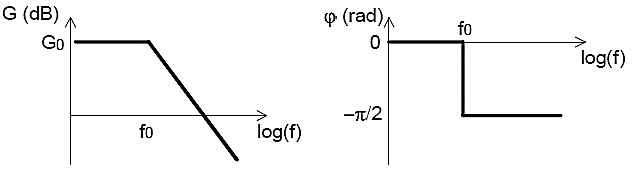 G (dB)
G0
f0
log(f)
φ (rad)
0
f0
log(f)
−π/2